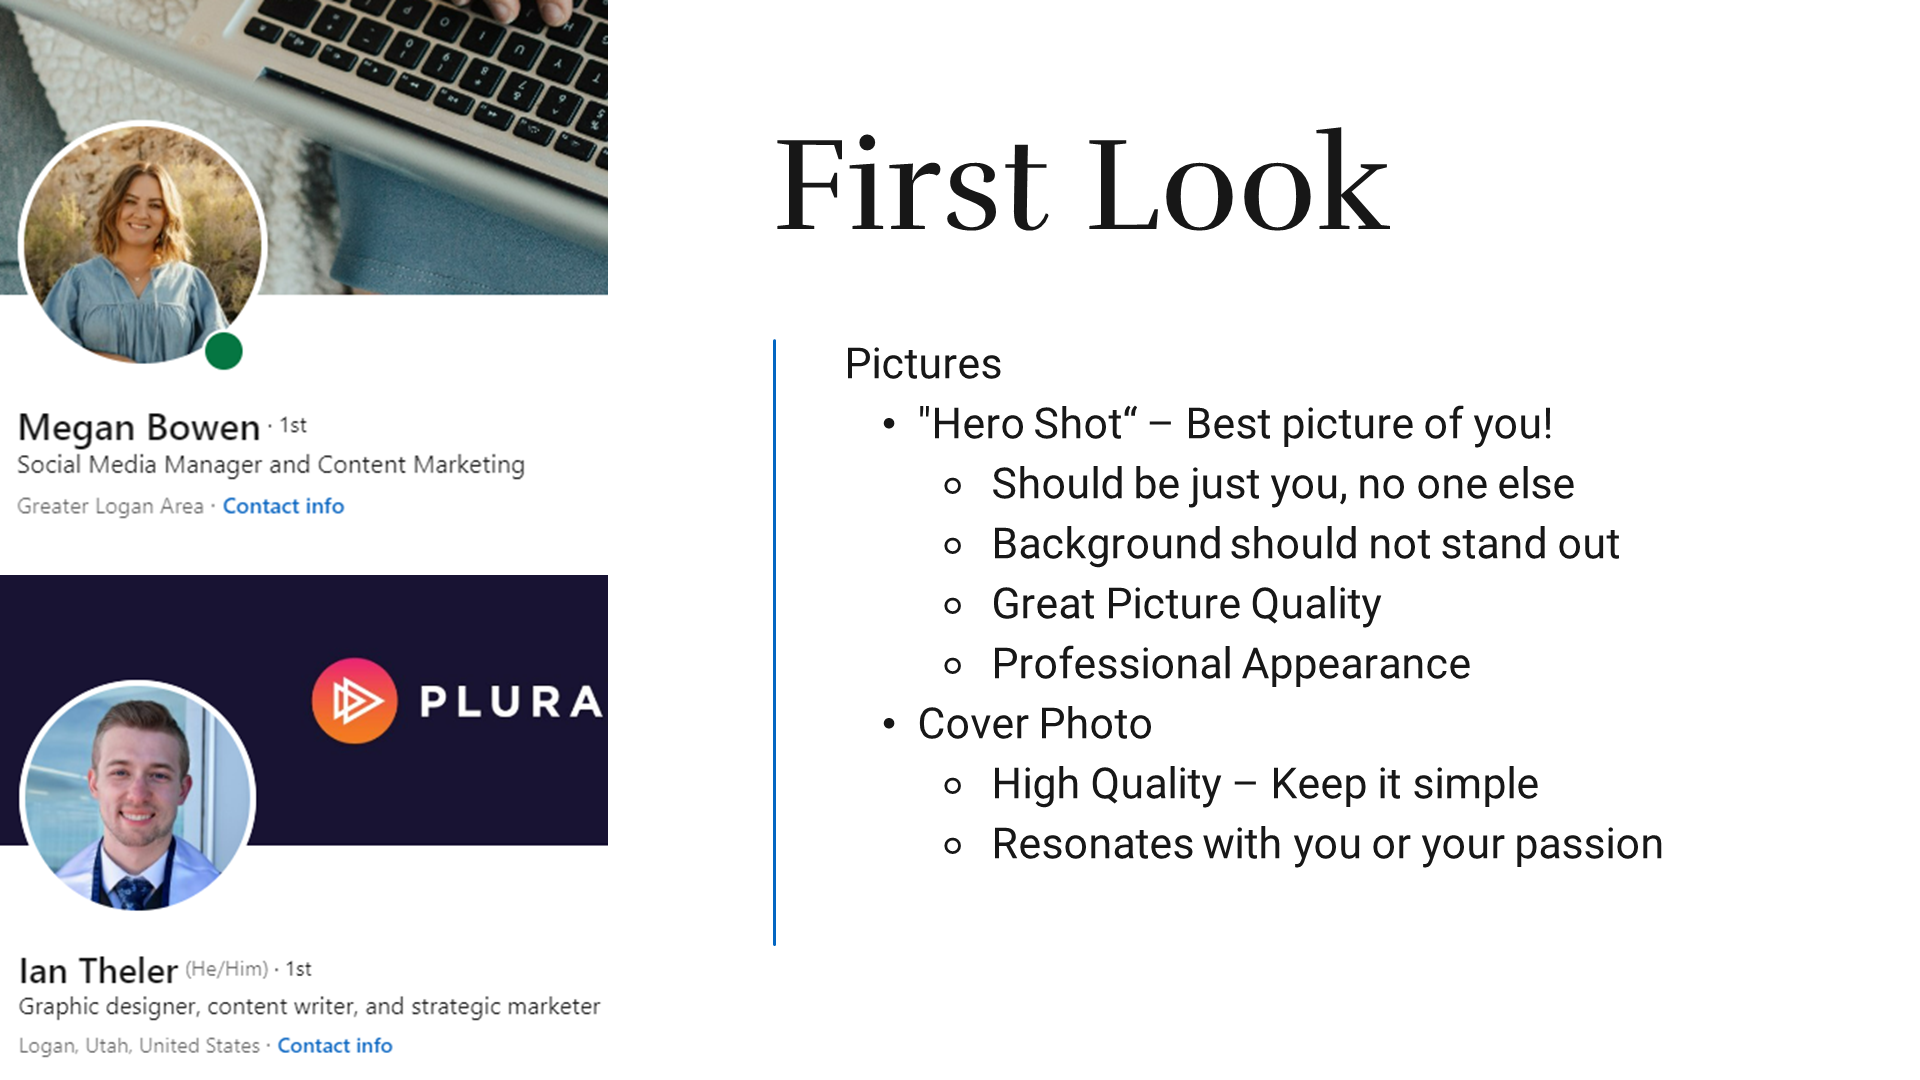 Megan Bowen · 1st
Social Media Manager and Content Marketing
Greater Logan Area · Contact info
PLURA
Ian Theler (He/Him) · 1st
Graphic designer, content writer, and strategic marketer
Logan, Utah, United States · Contact info
First Look
Pictures
• "Hero Shot“ – Best picture of you!
o Should be just you, no one else
o Background should not stand out
o Great Picture Quality
o Professional Appearance
• Cover Photo
o High Quality – Keep it simple
o Resonates with you or your passion